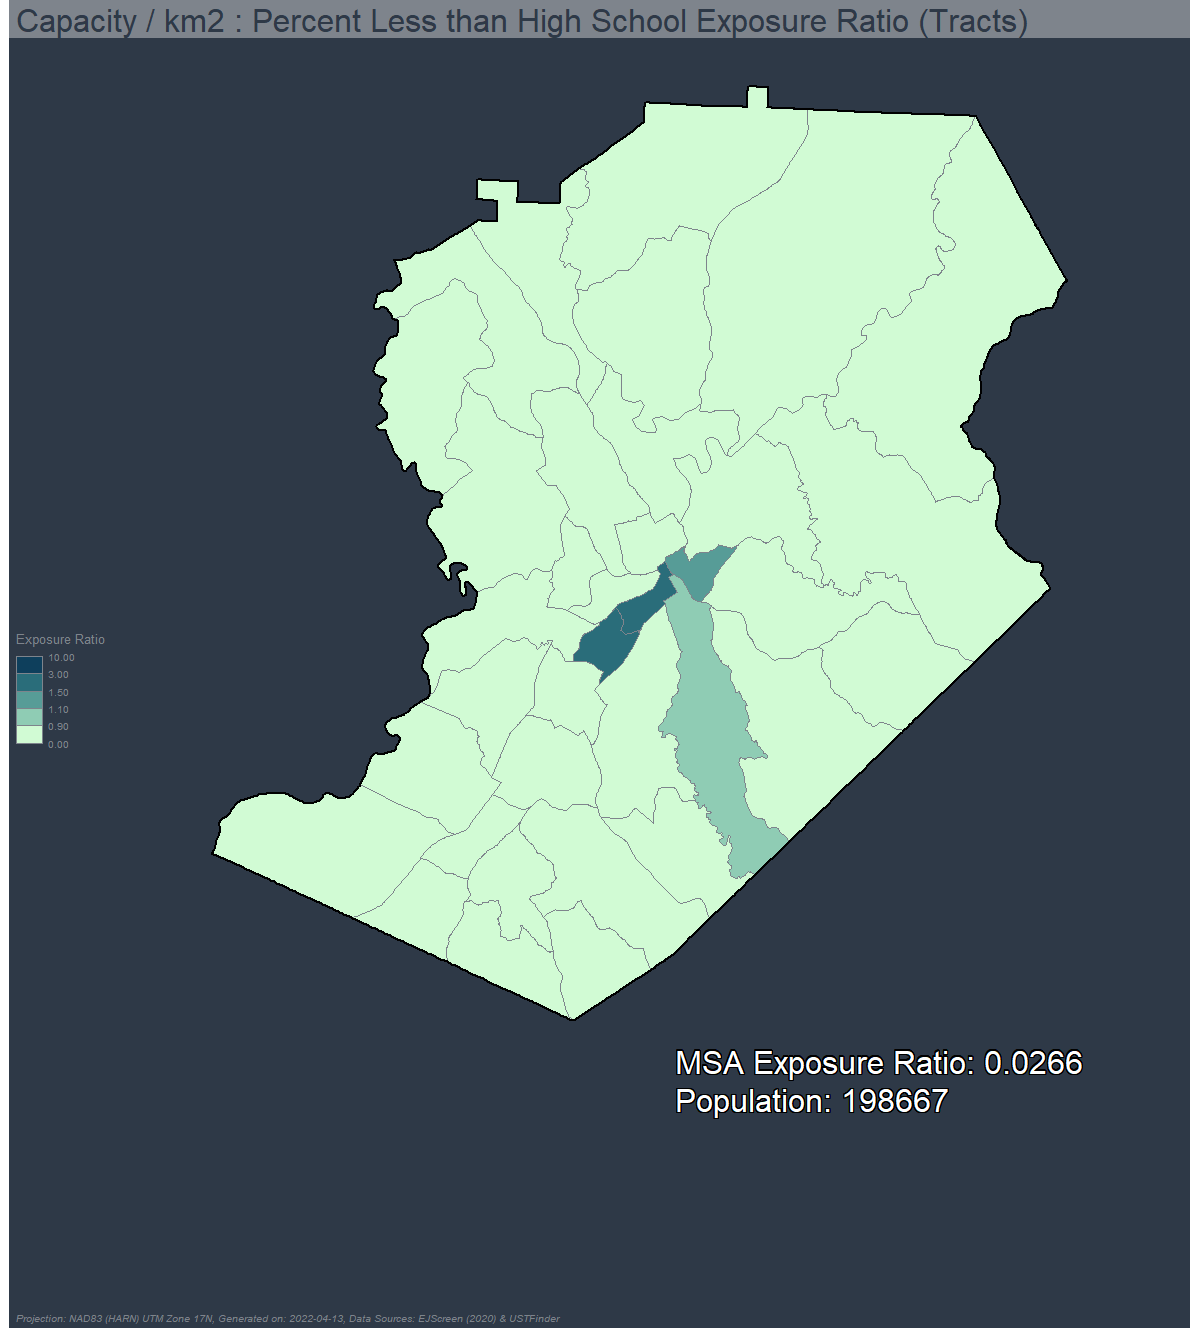 Capacity / km2 : Percent Less than High School Exposure Ratio (Tracts)
Exposure Ratio
10.00
3.00
1.50
1.10
0.90
0.00
MSA Exposure Ratio: 0.0266
Population: 198667
Projection: NAD83 (HARN) UTM Zone 17N, Generated on: 2022-04-13, Data Sources: EJScreen (2020) & USTFinder